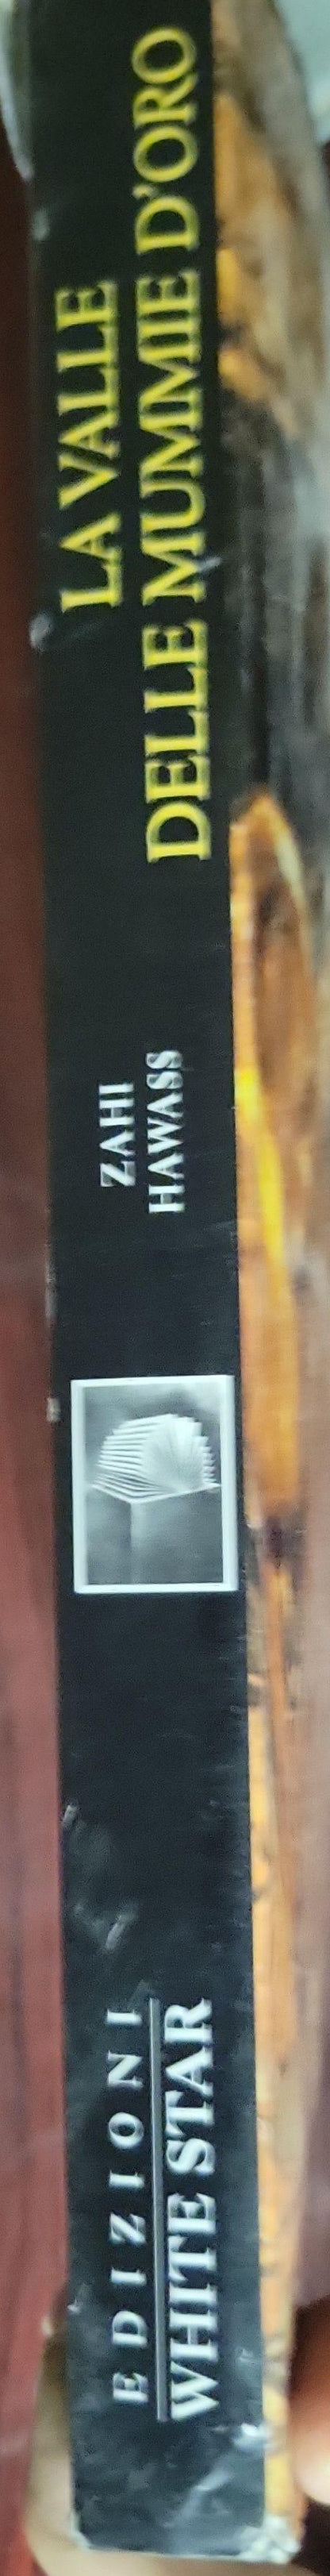 LA VALLE
DELLE MUMMIE D'ORO
ZAHI
HAWASS
EDIZIONI
WHITE STAR